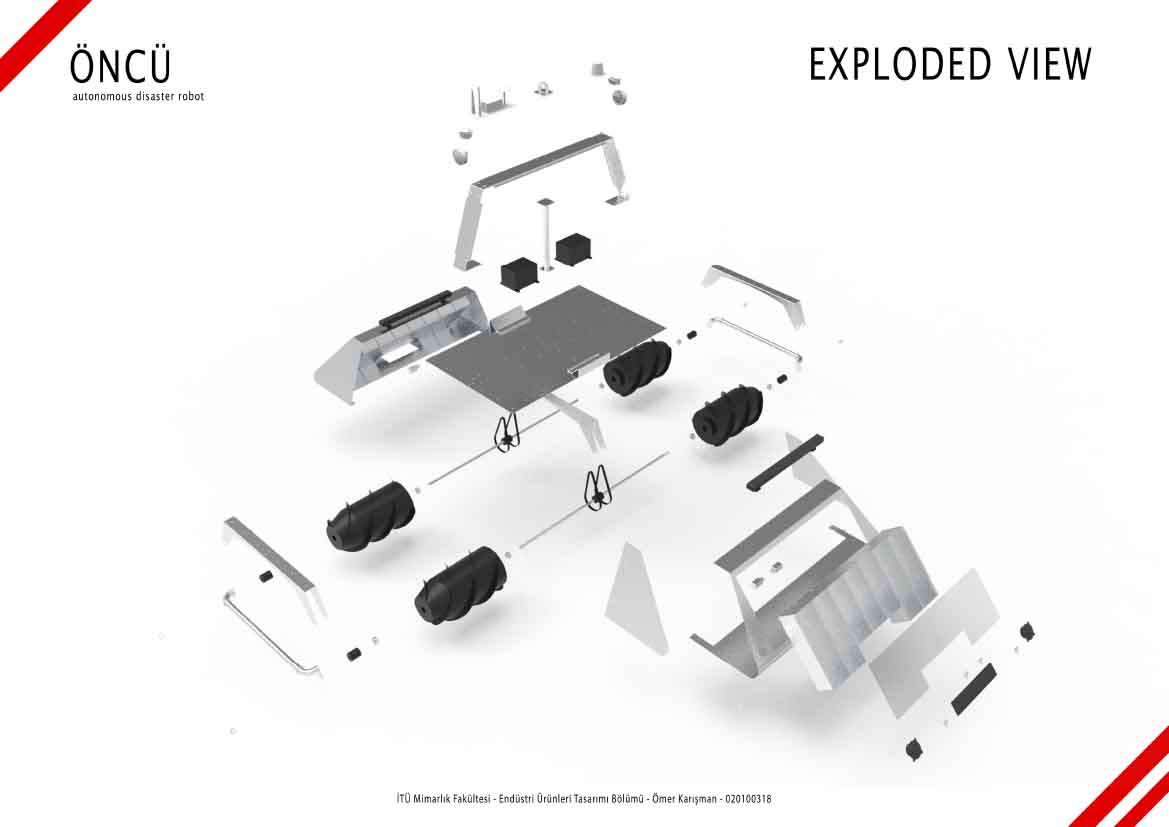 ÖNCÜ
autonomous disaster robot
EXPLODED VIEW
İTÜ Mimarlık Fakültesi - Endüstri Ürünleri Tasarımı Bölümü - Ömer Karışman - 020100318